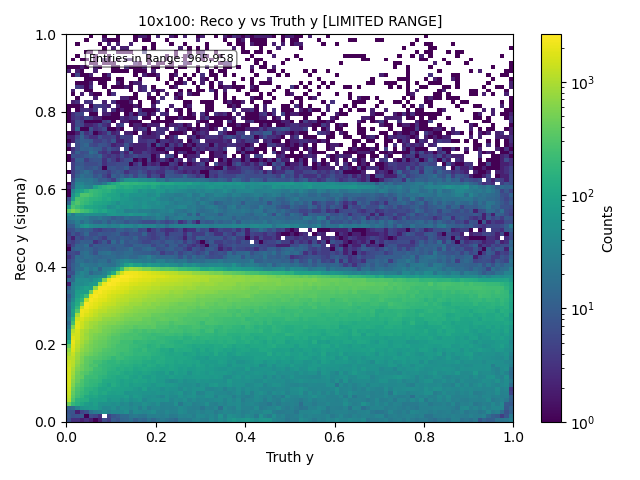 10x100: Reco y vs Truth y [LIMITED RANGE]
Entries in Range: 965,958
Reco y (sigma)
1.0
0.8
0.6
0.4
0.2
0.0
0.0 0.2 0.4 0.6 0.8 1.0
Truth y
10³
10²
10¹
10⁰
Counts